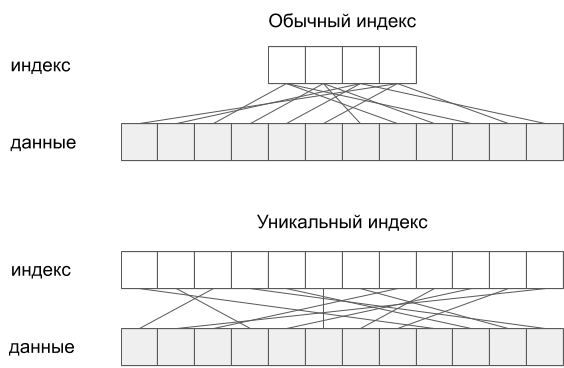 Обычный индекс
индекс
данные
Уникальный индекс
индекс
данные